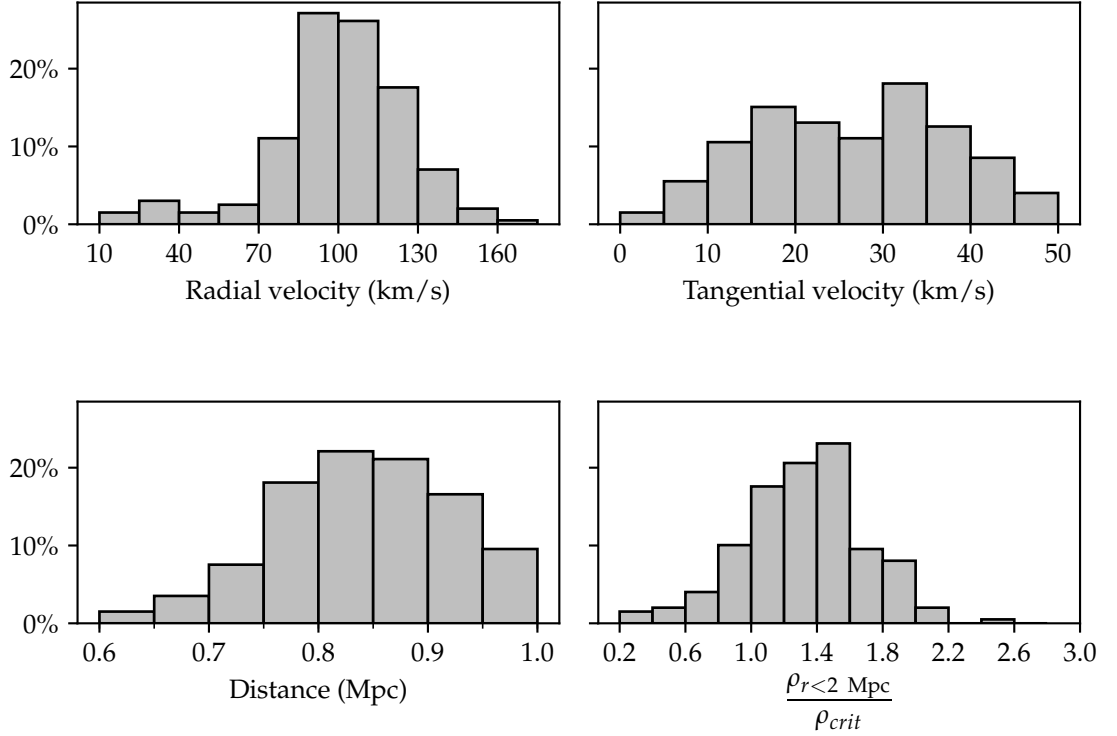 20%
10%
0%
10 40 70 100 130 160
Radial velocity (km/s)
0 10 20 30 40 50
Tangential velocity (km/s)
20%
10%
0%
0.6 0.7 0.8 0.9 1.0
Distance (Mpc)
0.2 0.6 1.0 1.4 1.8 2.2 2.6 3.0
ρr<2 Mpc
ρcrit